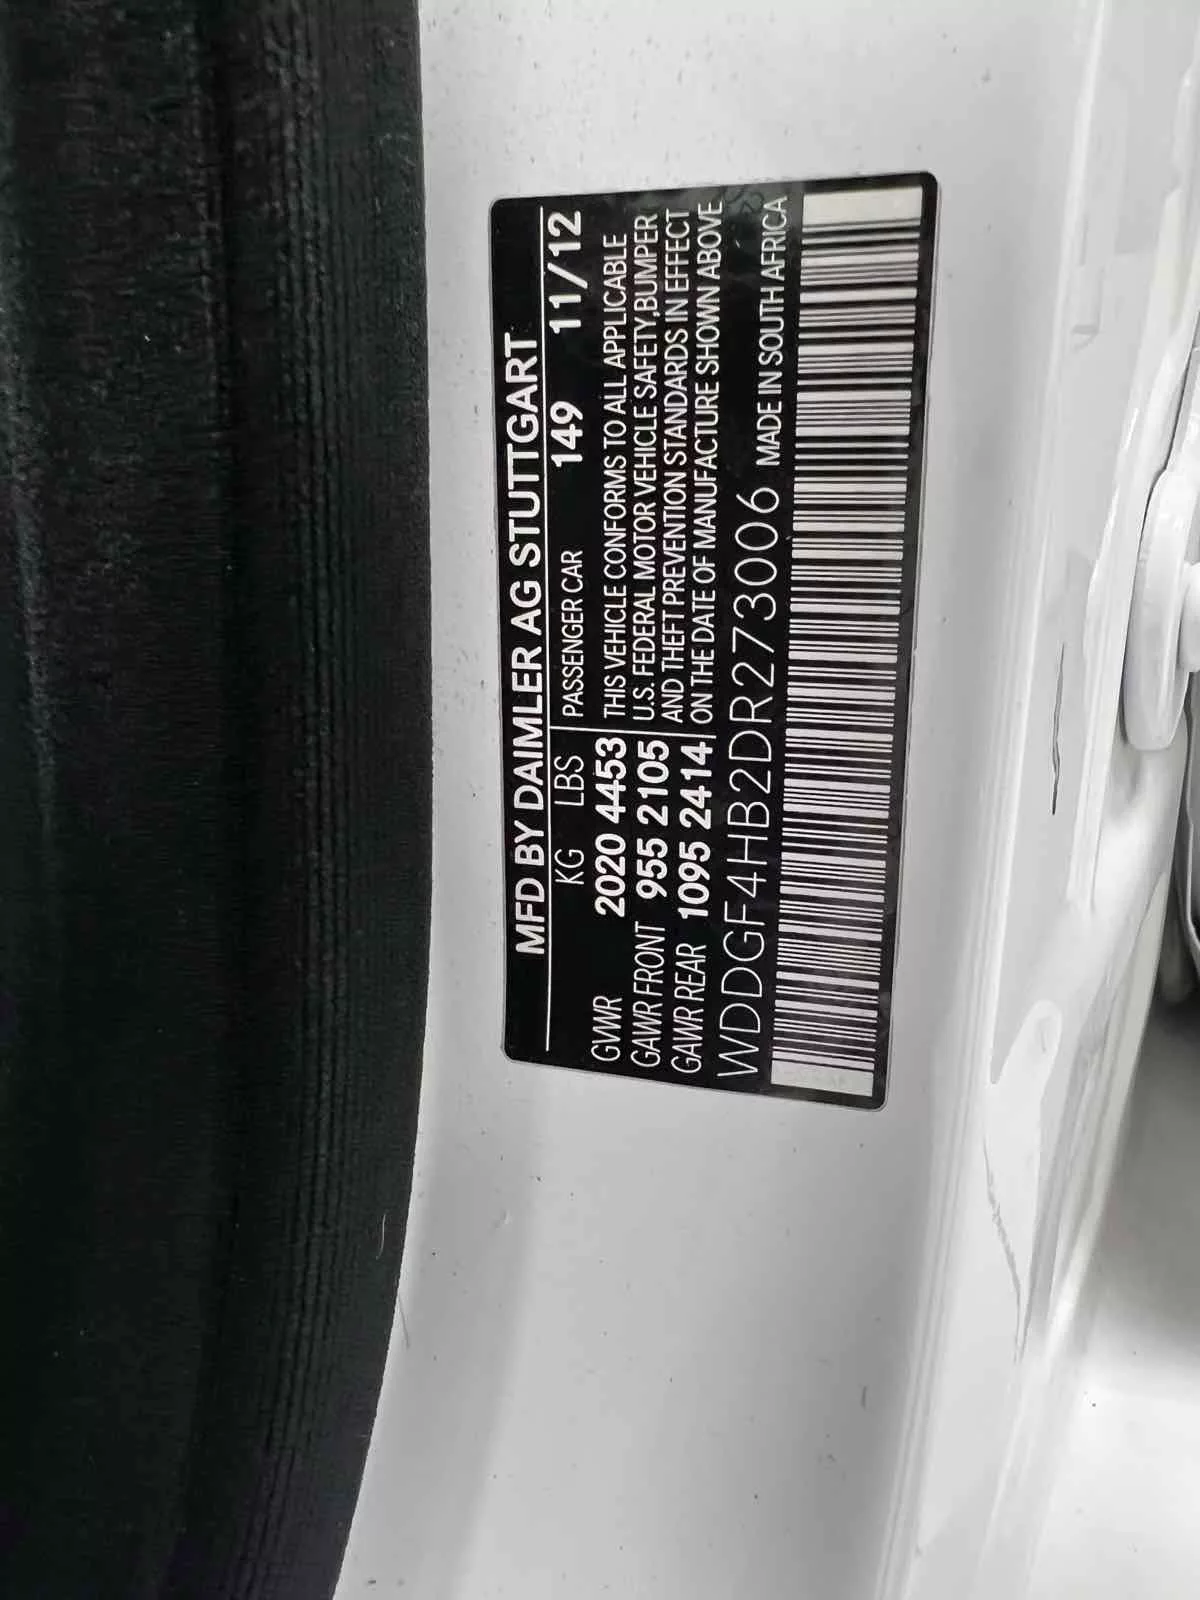 MFD BY DAIMLER AG STUTTGART
KG LBS PASSENGER CAR 149 11/12
GVWR 2020 4453 THIS VEHICLE CONFORMS TO ALL APPLICABLE
GAWR FRONT 955 2105 U.S. FEDERAL MOTOR VEHICLE SAFETY,BUMPER
GAWR REAR 1095 2414 AND THEFT PREVENTION STANDARDS IN EFFECT
ON THE DATE OF MANUFACTURE SHOWN ABOVE
WDDGF4HB2DR273006 MADE IN SOUTH AFRICA